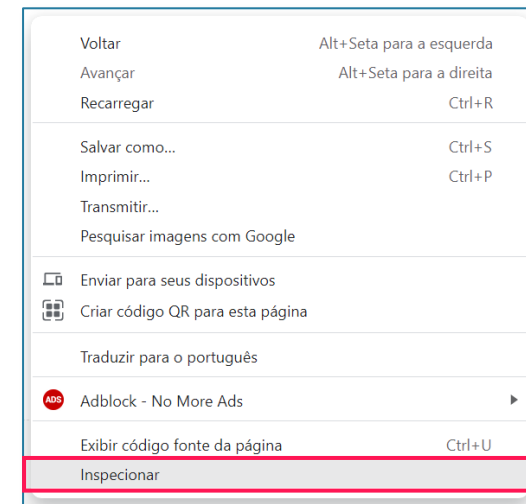 Voltar Alt+Seta para a esquerda
Avançar Alt+Seta para a direita
Recarregar Ctrl+R
Salvar como... Ctrl+S
Imprimir... Ctrl+P
Transmitir...
Pesquisar imagens com Google
Enviar para seus dispositivos
Criar código QR para esta página
Traduzir para o português
ADS Adblock - No More Ads
Exibir código fonte da página Ctrl+U
Inspecionar